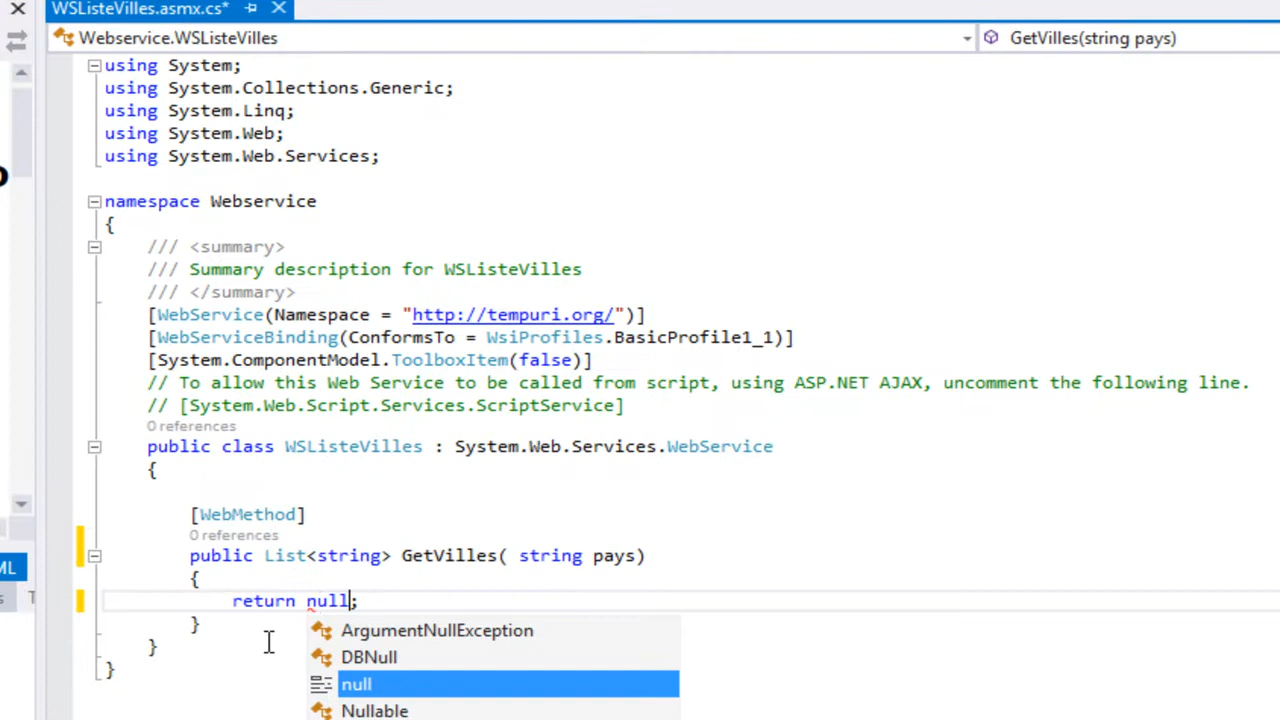 WSListeVilles.asmx.cs*
Webservice.WSListeVilles GetVilles(string pays)
using System;
using System.Collections.Generic;
using System.Linq;
using System.Web;
using System.Web.Services;
namespace Webservice
{
/// <summary>
/// Summary description for WSListeVilles
/// </summary>
[WebService(Namespace = "http://tempuri.org/")]
[WebServiceBinding(ConformsTo = WsiProfiles.BasicProfile1_1)]
[System.ComponentModel.ToolboxItem(false)]
// To allow this Web Service to be called from script, using ASP.NET AJAX, uncomment the following line.
// [System.Web.Script.Services.ScriptService]
0 references
public class WSListeVilles : System.Web.Services.WebService
{
[WebMethod]
0 references
public List<string> GetVilles( string pays)
{
return null;
}
}
}
ArgumentNullException
DBNull
null
Nullable